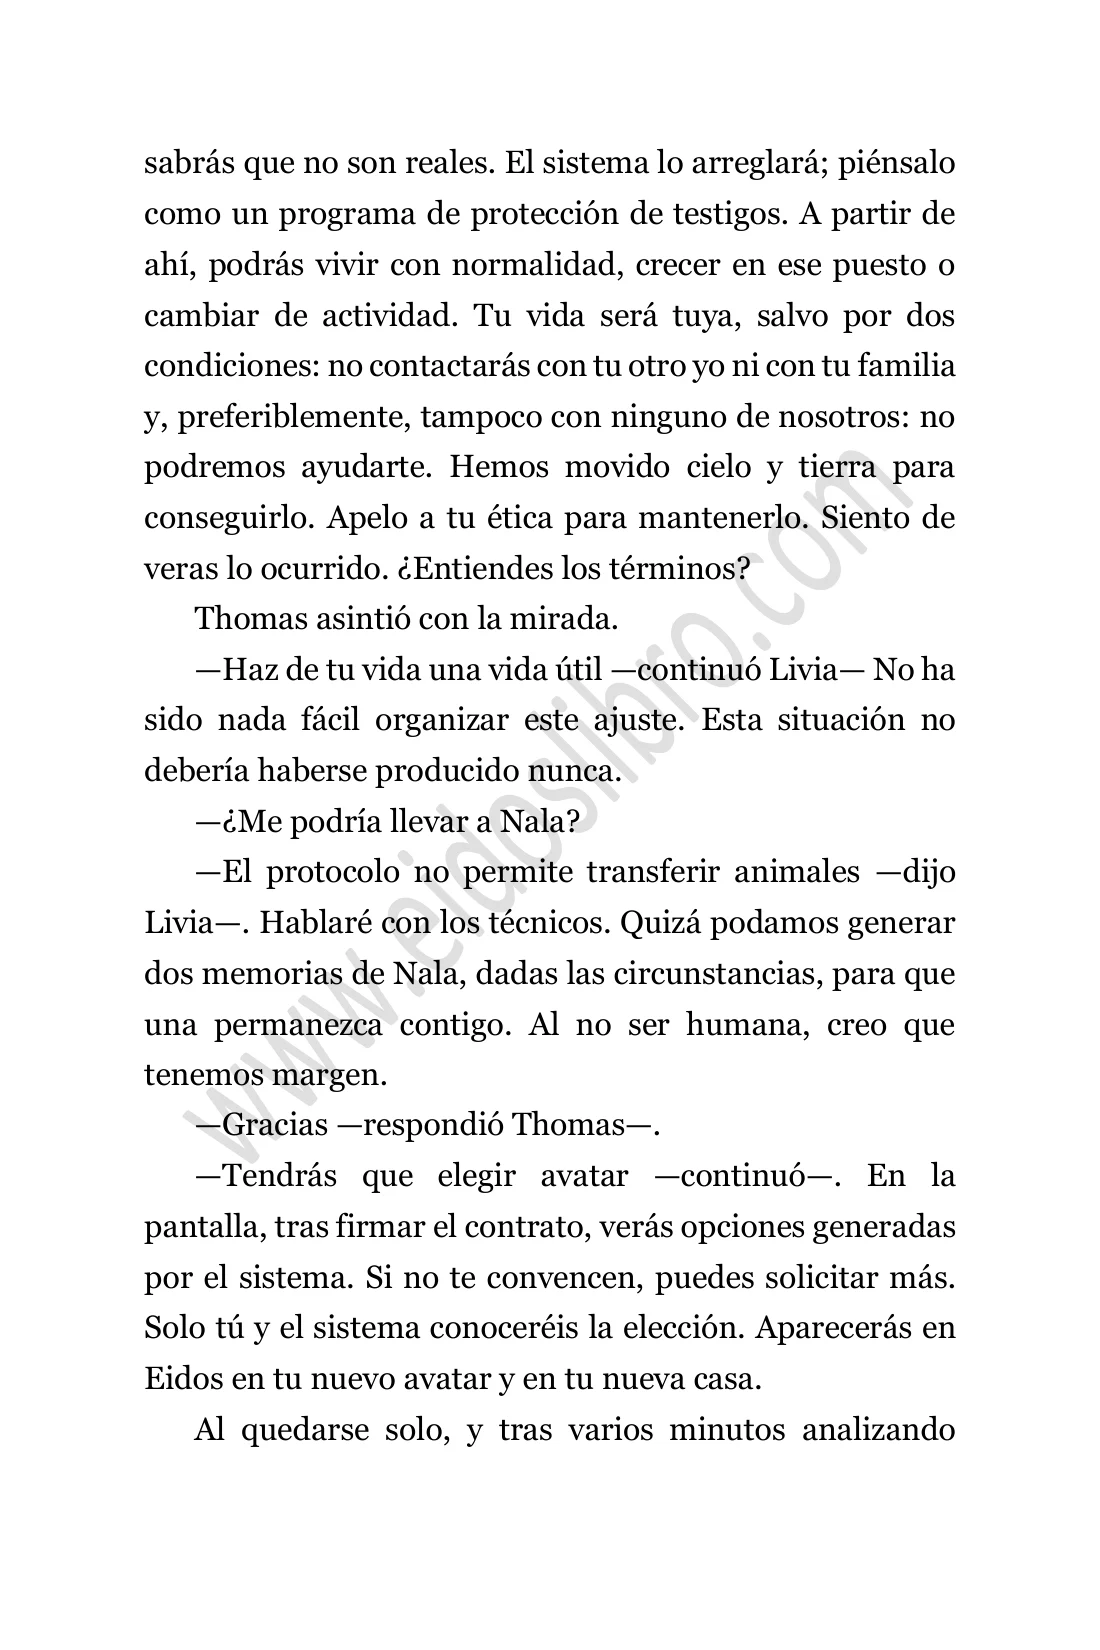 sabrás que no son reales. El sistema lo arreglará; piénsalo
como un programa de protección de testigos. A partir de
ahí, podrás vivir con normalidad, crecer en ese puesto o
cambiar de actividad. Tu vida será tuya, salvo por dos
condiciones: no contactarás con tu otro yo ni con tu familia
y, preferiblemente, tampoco con ninguno de nosotros: no
podremos ayudarte. Hemos movido cielo y tierra para
conseguirlo. Apelo a tu ética para mantenerlo. Siento de
veras lo ocurrido. ¿Entiendes los términos?
Thomas asintió con la mirada.
—Haz de tu vida una vida útil —continuó Livia— No ha
sido nada fácil organizar este ajuste. Esta situación no
debería haberse producido nunca.
—¿Me podría llevar a Nala?
—El protocolo no permite transferir animales —dijo
Livia—. Hablaré con los técnicos. Quizá podamos generar
dos memorias de Nala, dadas las circunstancias, para que
una permanezca contigo. Al no ser humana, creo que
tenemos margen.
—Gracias —respondió Thomas—.
—Tendrás que elegir avatar —continuó—. En la
pantalla, tras firmar el contrato, verás opciones generadas
por el sistema. Si no te convencen, puedes solicitar más.
Solo tú y el sistema conoceréis la elección. Aparecerás en
Eidos en tu nuevo avatar y en tu nueva casa.
Al quedarse solo, y tras varios minutos analizando
www.eidoslibro.com